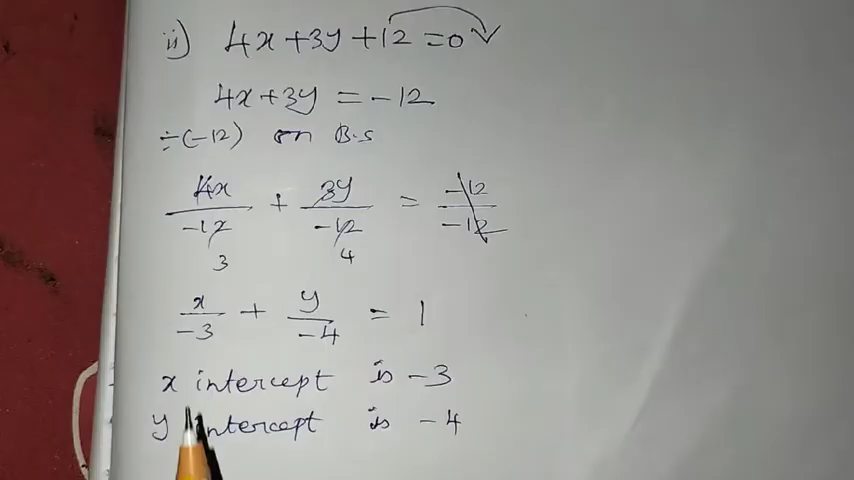 ii) 4x + 3y + 12 = 0
4x + 3y = -12
÷(-12) on B.S
4x/-12 + 3y/-12 = -12/-12
3 4
x/-3 + y/-4 = 1
x intercept is -3
y intercept is -4